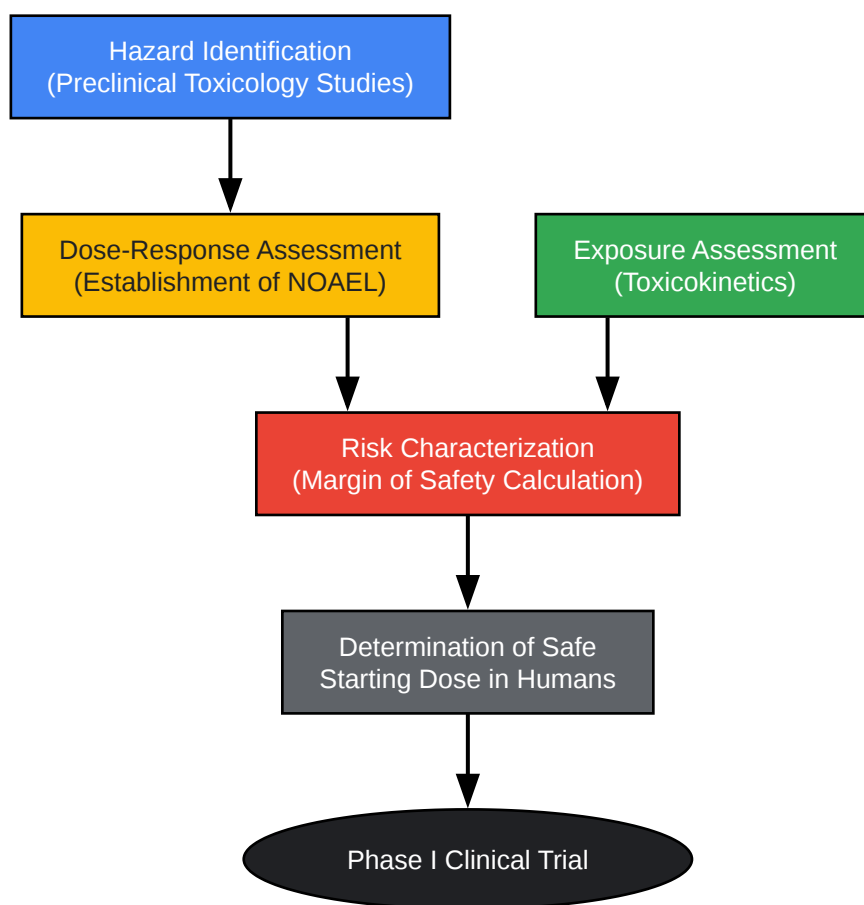 Hazard Identification
(Preclinical Toxicology Studies)
Dose-Response Assessment
(Establishment of NOAEL)
Exposure Assessment
(Toxicokinetics)
Risk Characterization
(Margin of Safety Calculation)
Determination of Safe
Starting Dose in Humans
Phase I Clinical Trial